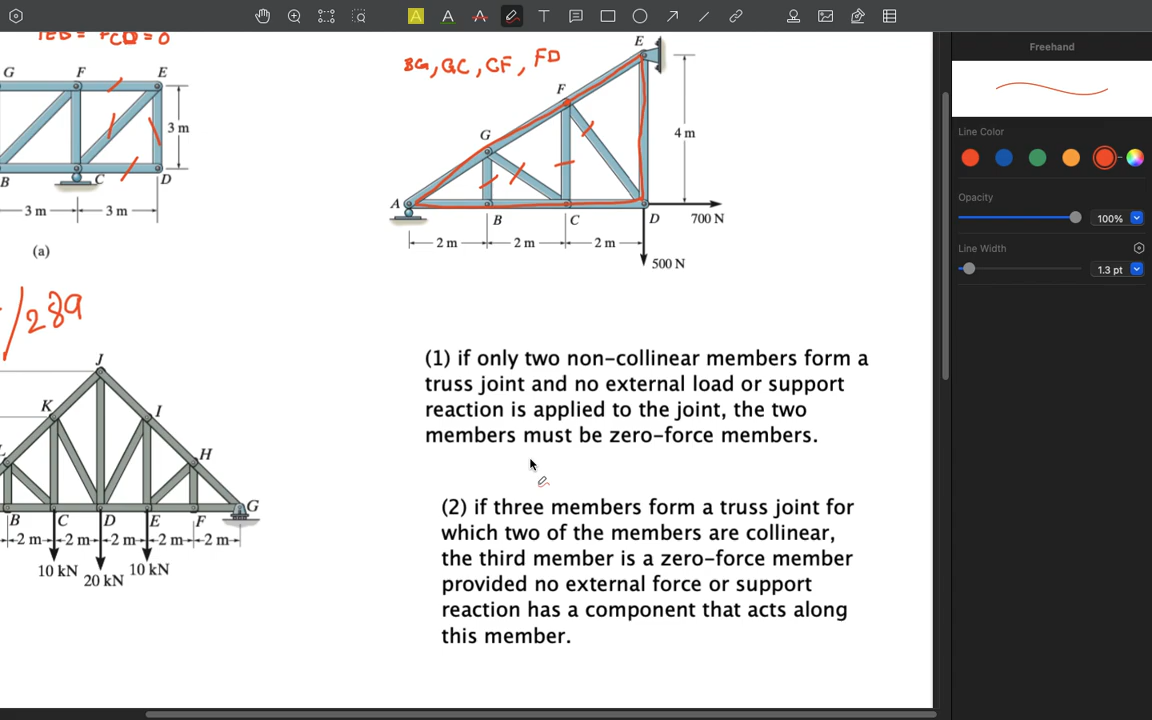 Freehand
Line Color
Opacity
100%
Line Width
1.3 pt
= FCD = 0
G F E
3 m
B C D
3 m 3 m
(a)
/289
BG, GC, CF, FD
E
F
G
4 m
A
B C D 700 N
2 m 2 m 2 m
500 N
J
K I
H
G
B C D E F
2 m 2 m 2 m 2 m 2 m
10 kN 20 kN 10 kN
(1) if only two non-collinear members form a
truss joint and no external load or support
reaction is applied to the joint, the two
members must be zero-force members.
(2) if three members form a truss joint for
which two of the members are collinear,
the third member is a zero-force member
provided no external force or support
reaction has a component that acts along
this member.